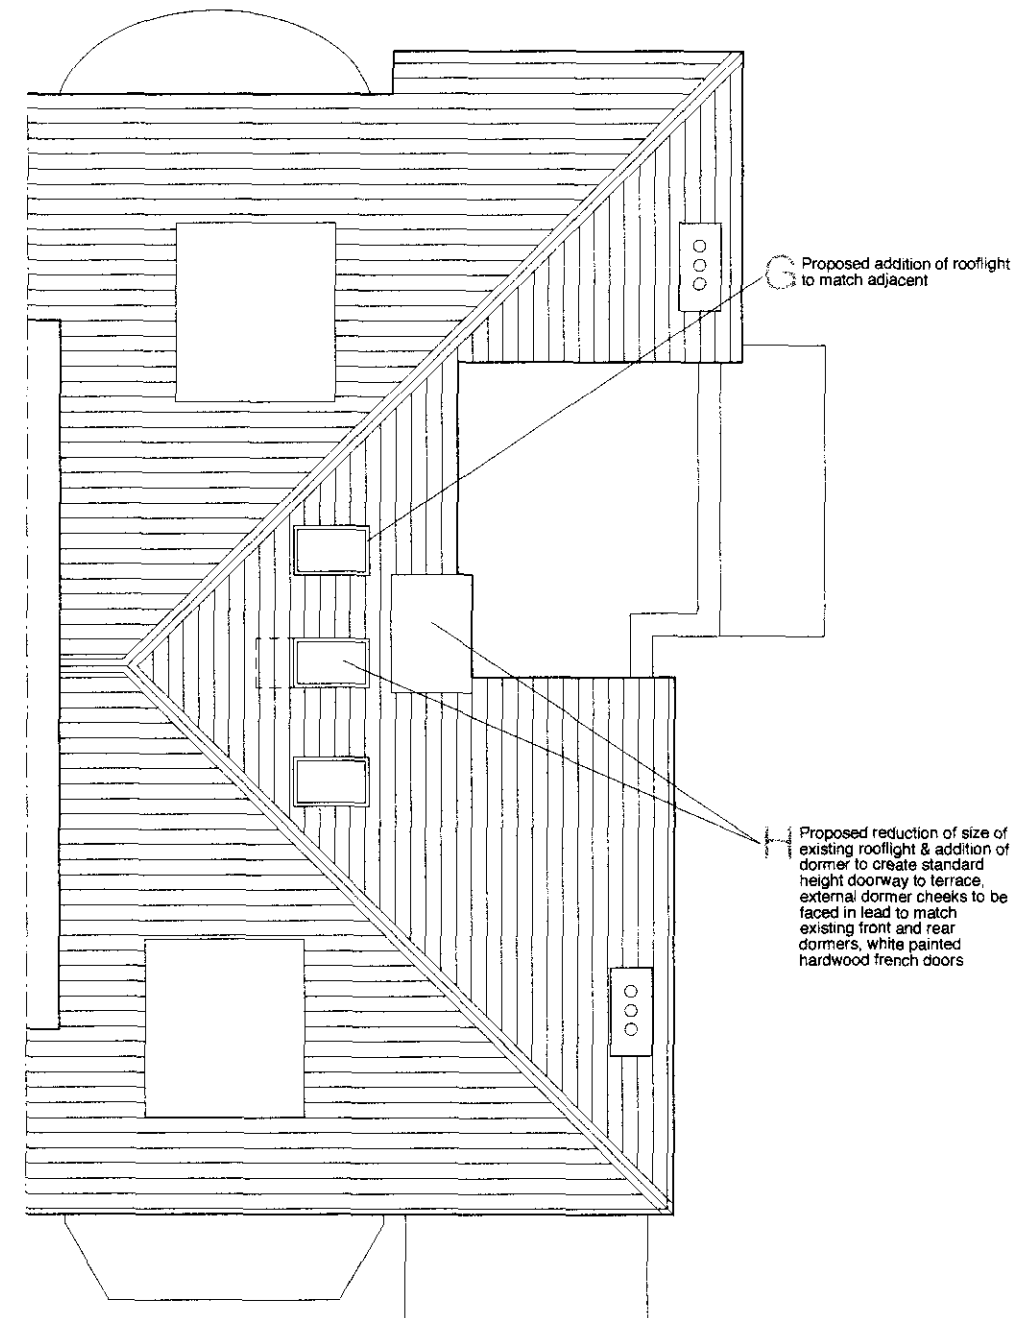 G Proposed addition of rooflight
to match adjacent
H Proposed reduction of size of
existing rooflight & addition of
dormer to create standard
height doorway to terrace,
external dormer cheeks to be
faced in lead to match
existing front and rear
dormers, white painted
hardwood french doors